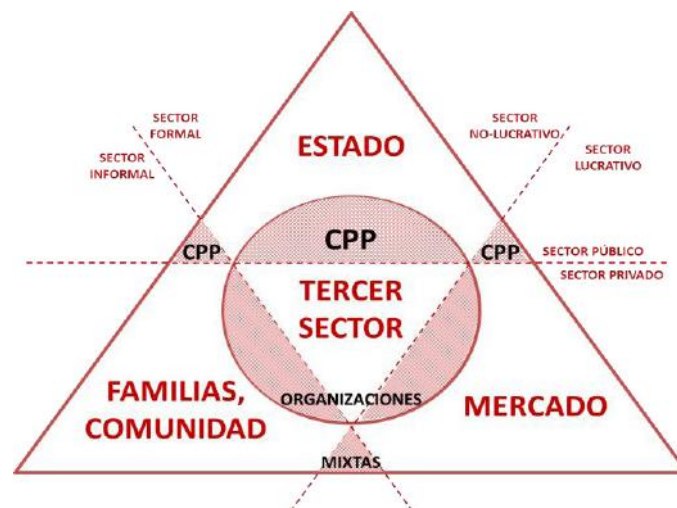 SECTOR
FORMAL
SECTOR
INFORMAL
SECTOR
NO-LUCRATIVO
SECTOR
LUCRATIVO
ESTADO
CPP
CPP
CPP
SECTOR PÚBLICO
SECTOR PRIVADO
TERCER
SECTOR
FAMILIAS,
COMUNIDAD
ORGANIZACIONES
MERCADO
MIXTAS